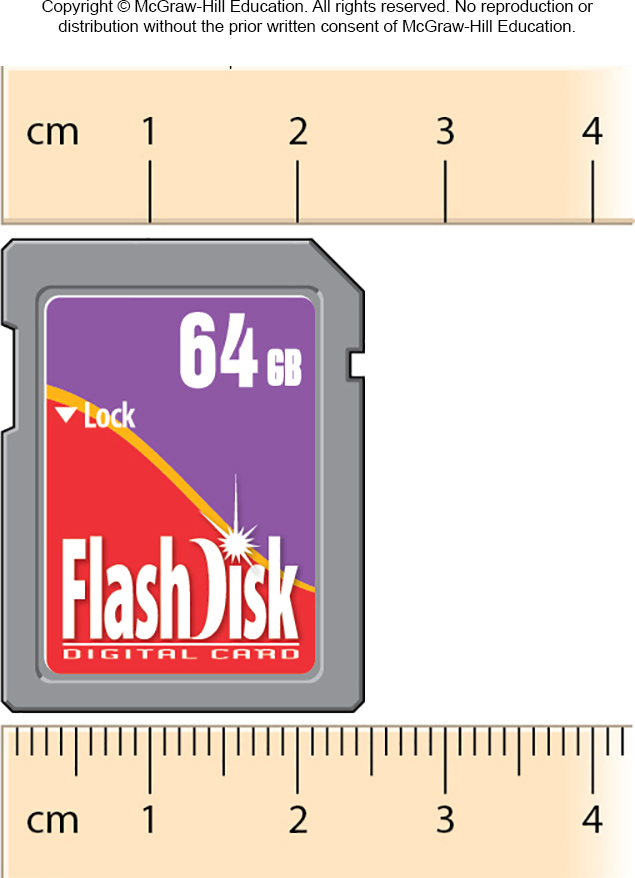 Copyright © McGraw-Hill Education. All rights reserved. No reproduction or
distribution without the prior written consent of McGraw-Hill Education.
cm 1 2 3 4
64 GB
Lock
FlashDisk
DIGITAL CARD
cm 1 2 3 4